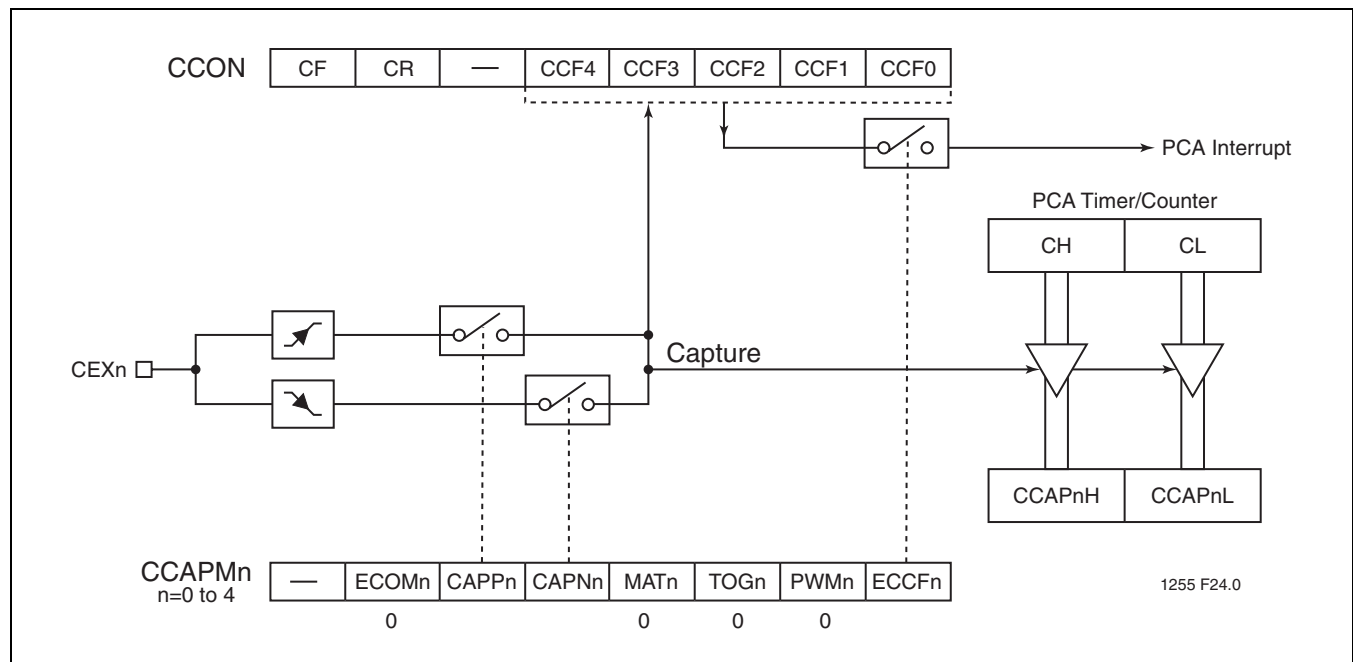 CCON CF CR — CCF4 CCF3 CCF2 CCF1 CCF0
PCA Interrupt
PCA Timer/Counter
CH CL
CEXn
Capture
CCAPnH CCAPnL
CCAPMn — ECOMn CAPPn CAPNn MATn TOGn PWMn ECCFn
n=0 to 4
1255 F24.0
0 0 0 0